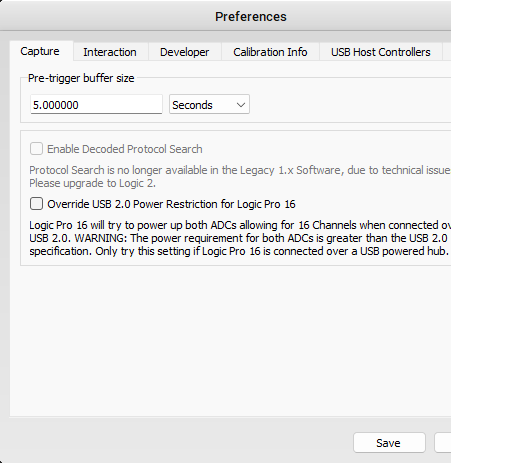 Preferences
Capture Interaction Developer Calibration Info USB Host Controllers
Pre-trigger buffer size
5.000000 Seconds
Enable Decoded Protocol Search
Protocol Search is no longer available in the Legacy 1.x Software, due to technical issue
Please upgrade to Logic 2.
Override USB 2.0 Power Restriction for Logic Pro 16
Logic Pro 16 will try to power up both ADCs allowing for 16 Channels when connected ov
USB 2.0. WARNING: The power requirement for both ADCs is greater than the USB 2.0
specification. Only try this setting if Logic Pro 16 is connected over a USB powered hub.
Save